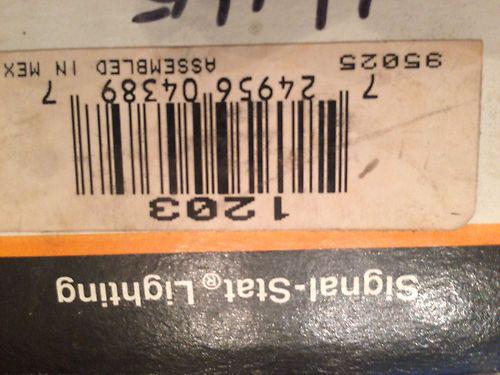 Signal-Stat® Lighting
1203
7 24956 04389 7
95025 ASSEMBLED IN MEX